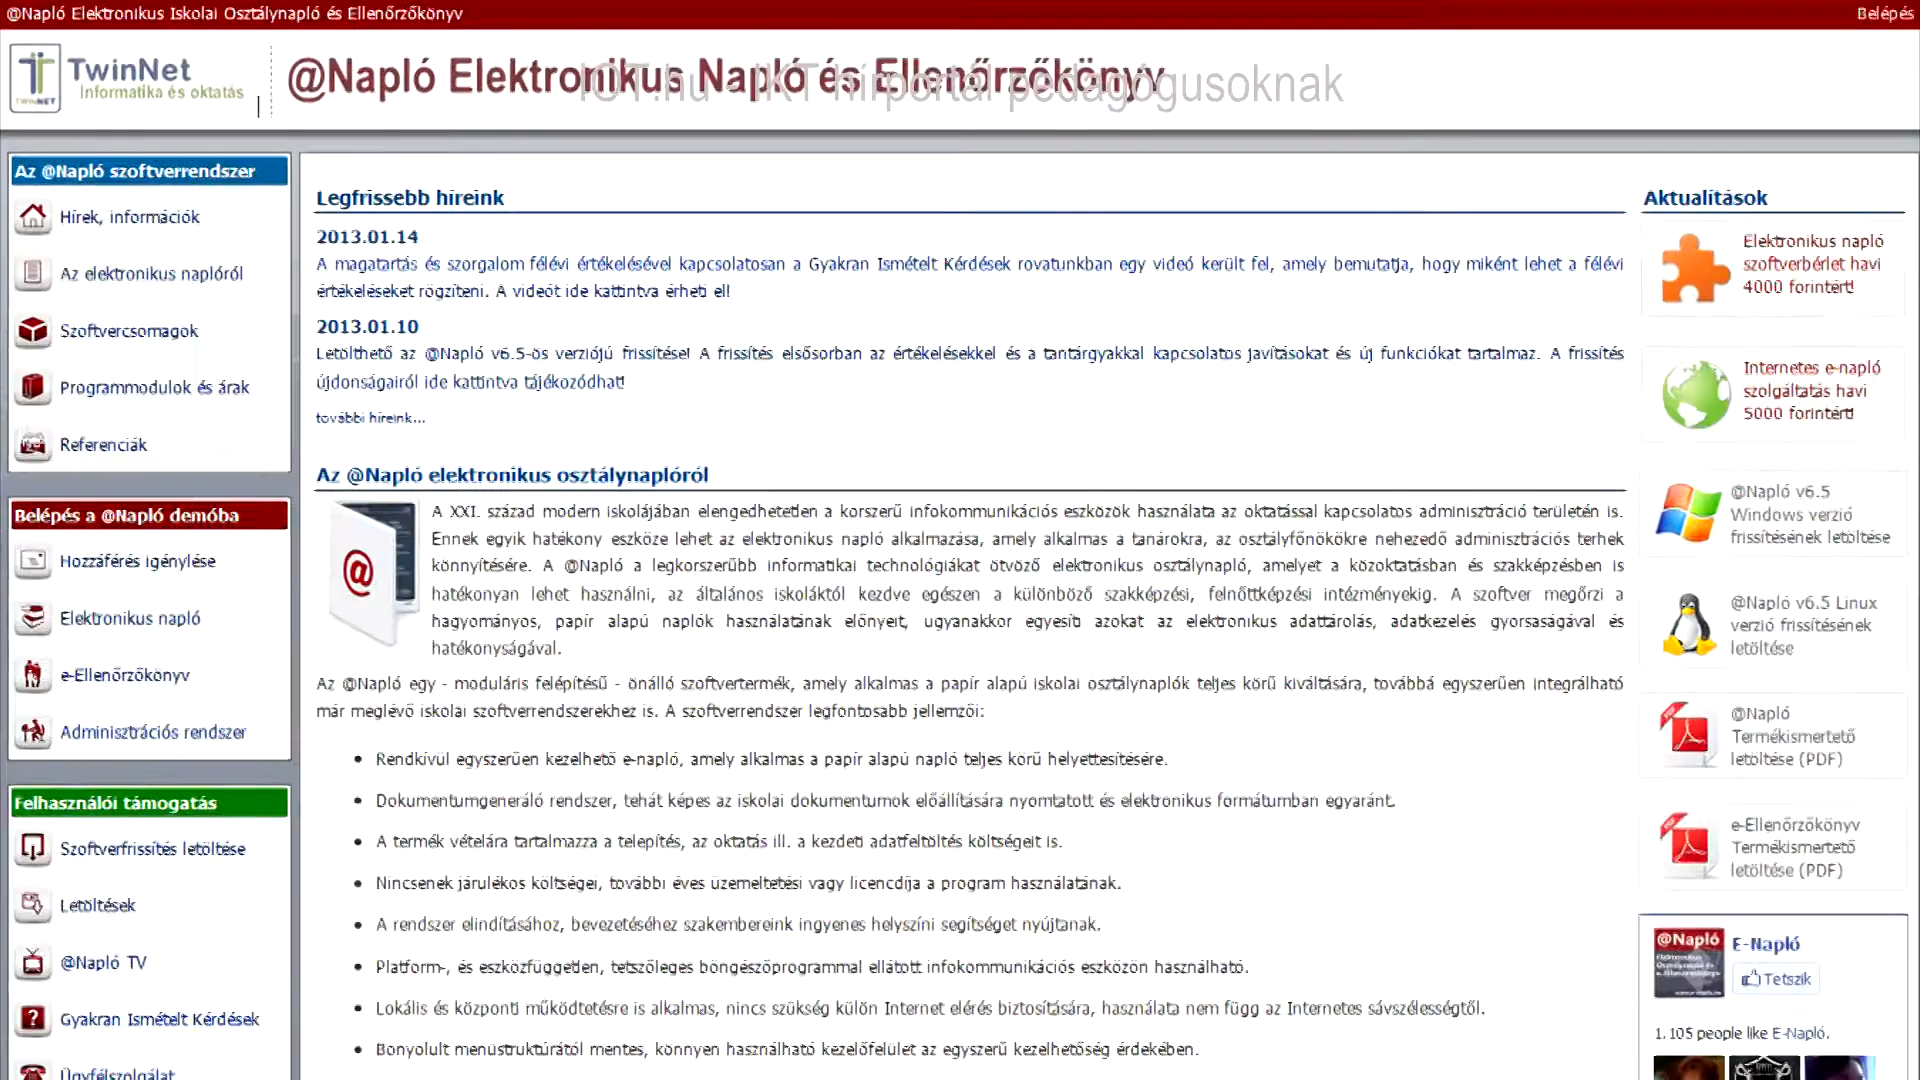 @Napló Elektronikus Iskolai Osztálynapló és Ellenőrzőkönyv
Belépés
TwinNet
Informatika és oktatás
TWINNET
@Napló Elektronikus Napló és Ellenőrzőkönyv
IOT.hu - IKT hírportál pedagógusoknak
Az @Napló szoftverrendszer
Hírek, információk
Az elektronikus naplóról
Szoftvercsomagok
Programmodulok és árak
Referenciák
Belépés a @Napló demóba
Hozzáférés igénylése
Elektronikus napló
e-Ellenőrzőkönyv
Adminisztrációs rendszer
Felhasználói támogatás
Szoftverfrissítés letöltése
Letöltések
@Napló TV
Gyakran Ismételt Kérdések
Ügyfélszolgálat
Legfrissebb híreink
2013.01.14
A magatartás és szorgalom félévi értékelésével kapcsolatosan a Gyakran Ismételt Kérdések rovatunkban egy videó került fel, amely bemutatja, hogy miként lehet a félévi
értékeléseket rögzíteni. A videót ide kattintva érheti el!
2013.01.10
Letölthető az @Napló v6.5-ös verziójú frissítése! A frissítés elsősorban az értékelésekkel és a tantárgyakkal kapcsolatos javításokat és új funkciókat tartalmaz. A frissítés
újdonságairól ide kattintva tájékozódhat!
további híreink...
Az @Napló elektronikus osztálynaplóról
A XXI. század modern iskolájában elengedhetetlen a korszerű infokommunikációs eszközök használata az oktatással kapcsolatos adminisztráció területén is.
Ennek egyik hatékony eszköze lehet az elektronikus napló alkalmazása, amely alkalmas a tanárokra, az osztályfőnökökre nehezedő adminisztrációs terhek
könnyítésére. A @Napló a legkorszerűbb informatikai technológiákat ötvöző elektronikus osztálynapló, amelyet a közoktatásban és szakképzésben is
hatékonyan lehet használni, az általános iskoláktól kezdve egészen a különböző szakképzési, felnőttképzési intézményekig. A szoftver megőrzi a
hagyományos, papír alapú naplók használatának előnyeit, ugyanakkor egyesíti azokat az elektronikus adattárolás, adatkezelés gyorsaságával és
hatékonyságával.
Az @Napló egy - moduláris felépítésű - önálló szoftvertermék, amely alkalmas a papír alapú iskolai osztálynaplók teljes körű kiváltására, továbbá egyszerűen integrálható
már meglévő iskolai szoftverrendszerekhez is. A szoftverrendszer legfontosabb jellemzői:
Rendkívül egyszerűen kezelhető e-napló, amely alkalmas a papír alapú napló teljes körű helyettesítésére.
Dokumentumgeneráló rendszer, tehát képes az iskolai dokumentumok előállítására nyomtatott és elektronikus formátumban egyaránt.
A termék vételára tartalmazza a telepítés, az oktatás ill. a kezdeti adatfeltöltés költségeit is.
Nincsenek járulékos költségei, további éves üzemeltetési vagy licencdíja a program használatának.
A rendszer elindításához, bevezetéséhez szakembereink ingyenes helyszíni segítséget nyújtanak.
Platform-, és eszközfüggetlen, tetszőleges böngészőprogrammal ellátott infokommunikációs eszközön használható.
Lokális és központi működtetésre is alkalmas, nincs szükség külön Internet elérés biztosítására, használata nem függ az Internetes sávszélességtől.
Bonyolult menüstruktúrától mentes, könnyen használható kezelőfelület az egyszerű kezelhetőség érdekében.
Aktualitások
Elektronikus napló
szoftverbérlet havi
4000 forintért!
Internetes e-napló
szolgáltatás havi
5000 forintért!
@Napló v6.5
Windows verzió
frissítésének letöltése
@Napló v6.5 Linux
verzió frissítésének
letöltése
@Napló
Termékismertető
letöltése (PDF)
e-Ellenőrzőkönyv
Termékismertető
letöltése (PDF)
@Napló
E-Napló
Tetszik
1.105 people like E-Napló.